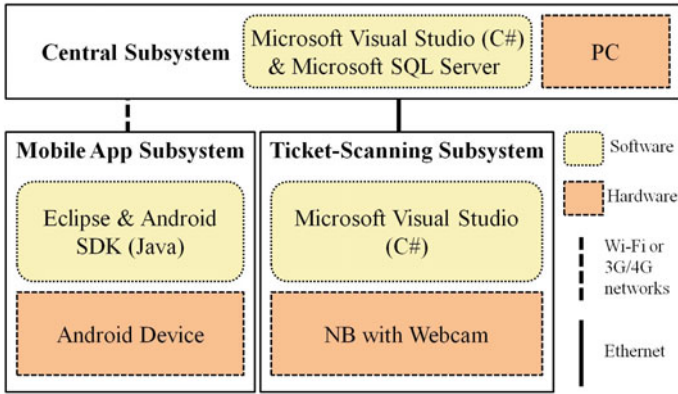 Central Subsystem
Microsoft Visual Studio (C#)
& Microsoft SQL Server
PC
Mobile App Subsystem
Eclipse & Android
SDK (Java)
Android Device
Ticket-Scanning Subsystem
Microsoft Visual Studio
(C#)
NB with Webcam
Software
Hardware
Wi-Fi or
3G/4G
networks
Ethernet